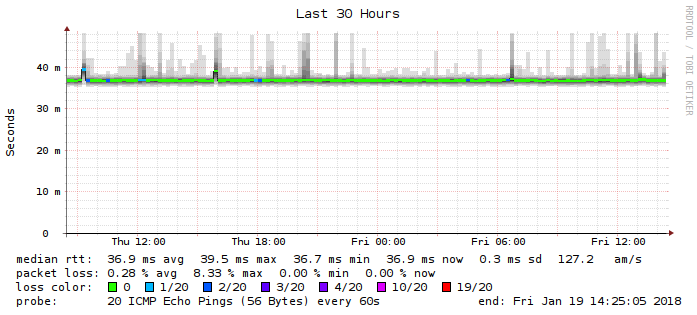 Last 30 Hours
RRDTOOL / TOBI OETIKER
Seconds
40 m
30 m
20 m
10 m
0
Thu 12:00 Thu 18:00 Fri 00:00 Fri 06:00 Fri 12:00
median rtt: 36.9 ms avg 39.5 ms max 36.7 ms min 36.9 ms now 0.3 ms sd 127.2 am/s
packet loss: 0.28 % avg 8.33 % max 0.00 % min 0.00 % now
loss color: 0 1/20 2/20 3/20 4/20 10/20 19/20
probe: 20 ICMP Echo Pings (56 Bytes) every 60s end: Fri Jan 19 14:25:05 2018